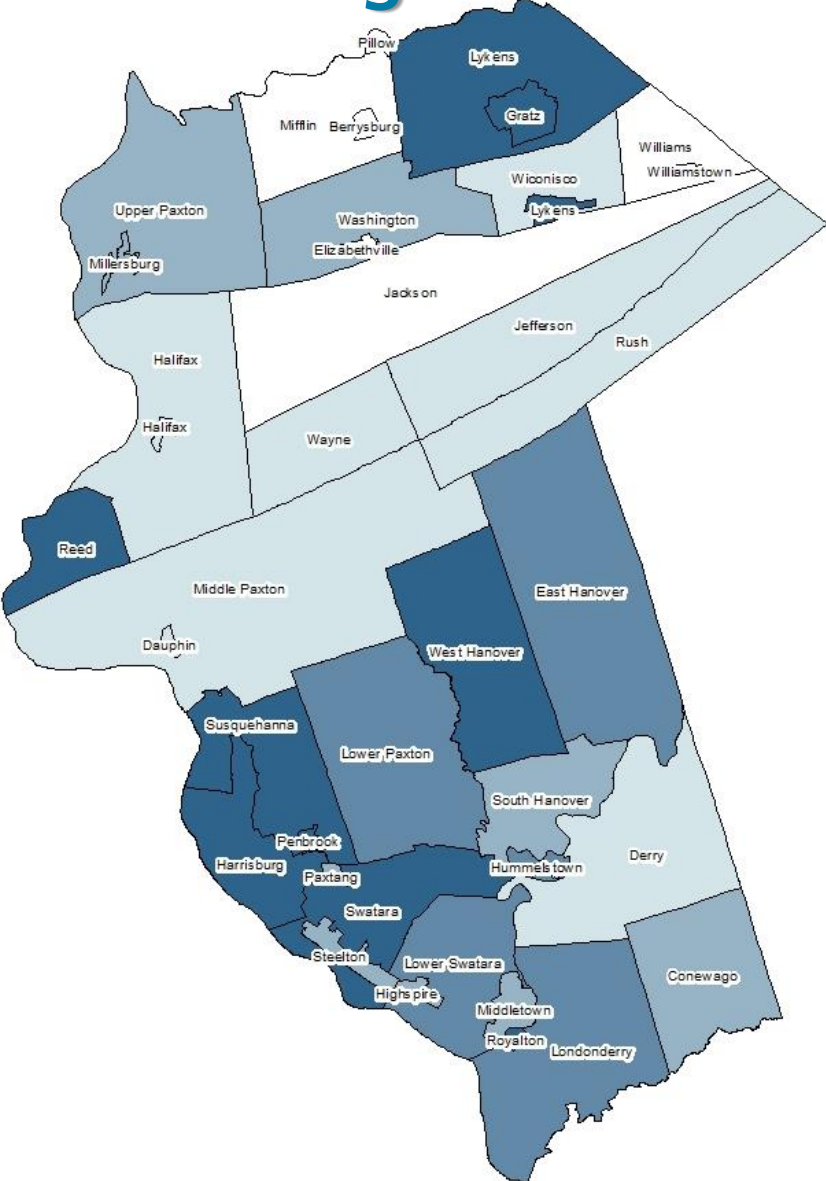 Pillow
Lykens
Gratz
Mifflin
Berrysburg
Williams
Williamstown
Wiconisco
Lykens
Upper Paxton
Washington
Elizabethville
Millersburg
Jackson
Jefferson
Rush
Halifax
Halifax
Wayne
Reed
Middle Paxton
East Hanover
Dauphin
West Hanover
Susquehanna
Lower Paxton
South Hanover
Penbrook
Harrisburg
Paxtang
Hummelstown
Derry
Swatara
Steelton
Lower Swatara
Highspire
Conewago
Middletown
Royalton
Londonderry